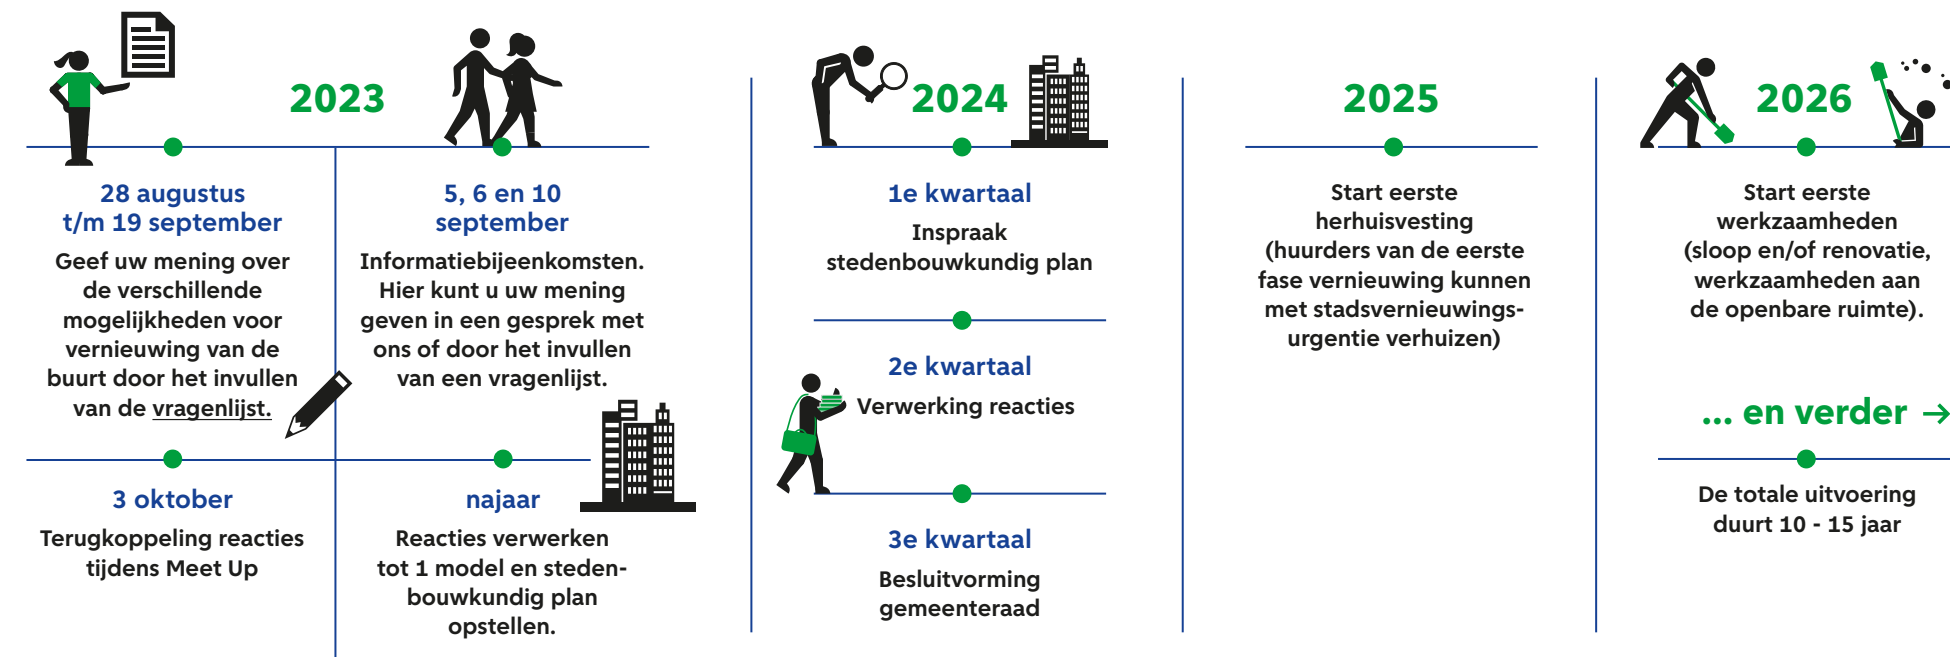 2023
28 augustus
t/m 19 september
Geef uw mening over
de verschillende
mogelijkheden voor
vernieuwing van de
buurt door het invullen
van de vragenlijst.
5, 6 en 10
september
Informatiebijeenkomsten.
Hier kunt u uw mening
geven in een gesprek met
ons of door het invullen
van een vragenlijst.
3 oktober
Terugkoppeling reacties
tijdens Meet Up
najaar
Reacties verwerken
tot 1 model en steden-
bouwkundig plan
opstellen.
2024
1e kwartaal
Inspraak
stedenbouwkundig plan
2e kwartaal
Verwerking reacties
3e kwartaal
Besluitvorming
gemeenteraad
2025
Start eerste
herhuisvesting
(huurders van de eerste
fase vernieuwing kunnen
met stadsvernieuwings-
urgentie verhuizen)
2026
Start eerste
werkzaamheden
(sloop en/of renovatie,
werkzaamheden aan
de openbare ruimte).
... en verder →
De totale uitvoering
duurt 10 - 15 jaar